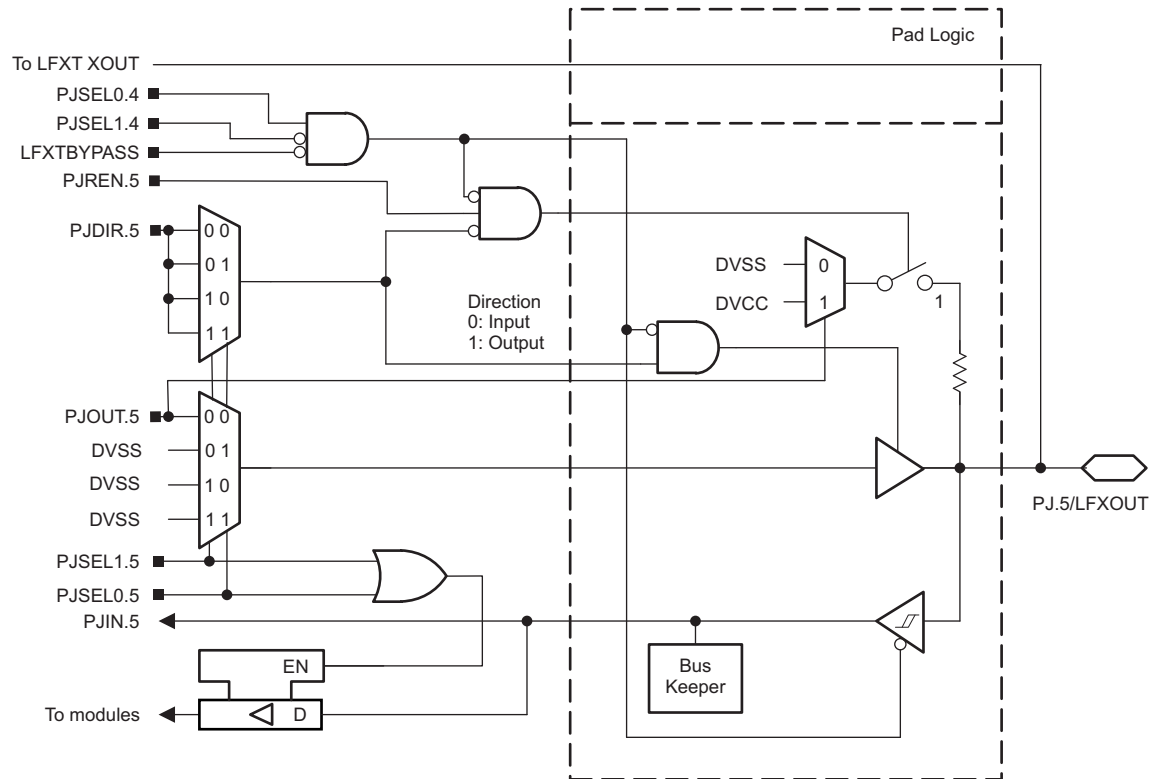 Pad Logic
To LFXT XOUT
PJSEL0.4
PJSEL1.4
LFXTBYPASS
PJREN.5
PJDIR.5
0 0
0 1
1 0
1 1
Direction
0: Input
1: Output
DVSS
0
DVCC
1
1
PJOUT.5
0 0
DVSS
0 1
DVSS
1 0
DVSS
1 1
PJ.5/LFXOUT
PJSEL1.5
PJSEL0.5
PJIN.5
EN
Bus
Keeper
To modules
D